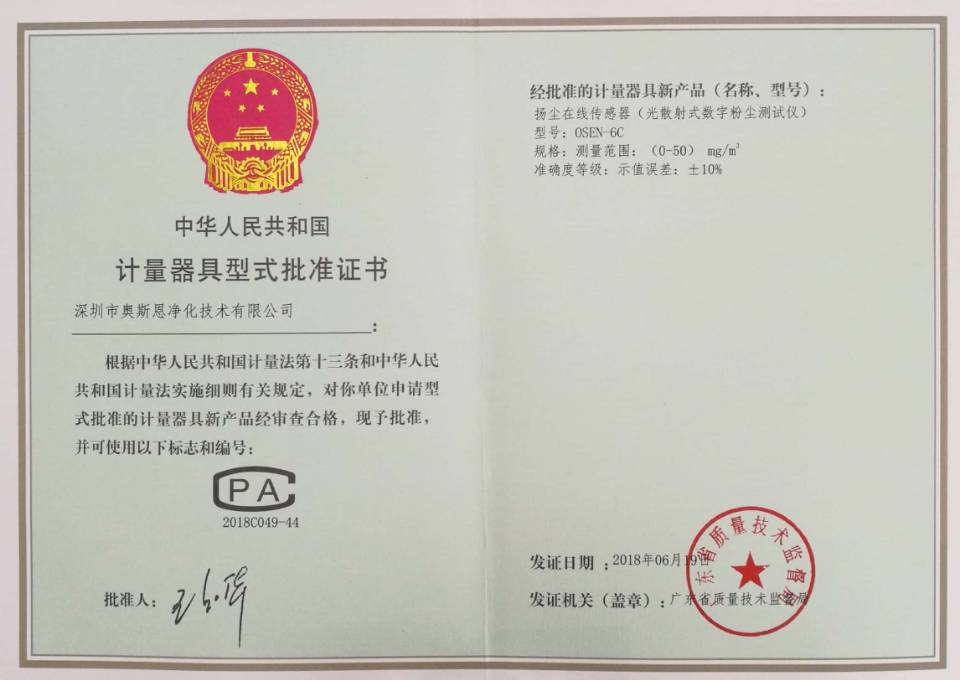 中华人民共和国
计量器具型式批准证书
深圳市奥斯恩净化技术有限公司
:
根据中华人民共和国计量法第十三条和中华人民
共和国计量法实施细则有关规定，对你单位申请型
式批准的计量器具新产品经审查合格，现予批准，
并可使用以下标志和编号：
CPA
2018C049-44
批准人：
经批准的计量器具新产品（名称、型号）：
扬尘在线传感器（光散射式数字粉尘测试仪）
型号：OSEN-6C
规格：测量范围：（0-50） mg/m³
准确度等级：示值误差：±10%
发证日期：2018年06月19日
发证机关（盖章）：广东省质量技术监督局
广东省质量技术监督局